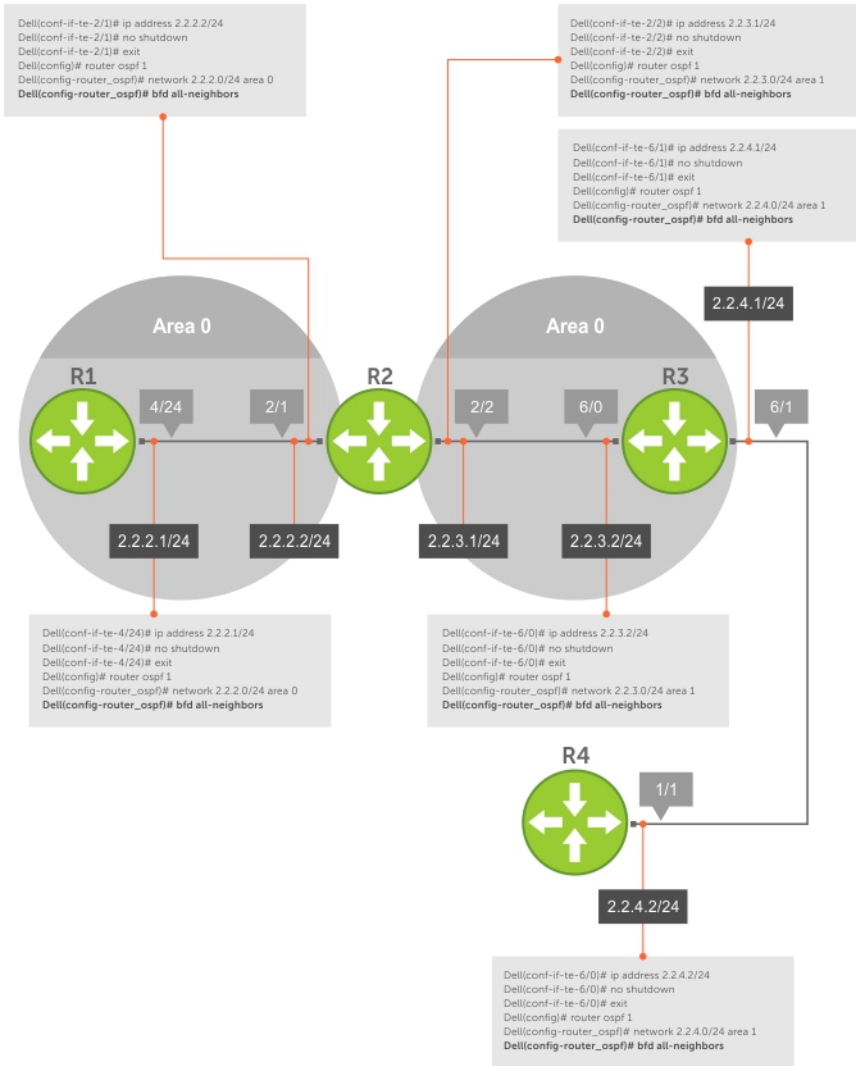 Dell(conf-if-te-2/1)# ip address 2.2.2.2/24
Dell(conf-if-te-2/1)# no shutdown
Dell(conf-if-te-2/1)# exit
Dell(config)# router ospf 1
Dell(config-router_ospf)# network 2.2.2.0/24 area 0
Dell(config-router_ospf)# bfd all-neighbors
Dell(conf-if-te-2/2)# ip address 2.2.3.1/24
Dell(conf-if-te-2/2)# no shutdown
Dell(conf-if-te-2/2)# exit
Dell(config)# router ospf 1
Dell(config-router_ospf)# network 2.2.3.0/24 area 1
Dell(config-router_ospf)# bfd all-neighbors
Dell(conf-if-te-6/1)# ip address 2.2.4.1/24
Dell(conf-if-te-6/1)# no shutdown
Dell(conf-if-te-6/1)# exit
Dell(config)# router ospf 1
Dell(config-router_ospf)# network 2.2.4.0/24 area 1
Dell(config-router_ospf)# bfd all-neighbors
2.2.4.1/24
Area 0
Area 0
R1
R2
R3
4/24
2/1
2/2
6/0
6/1
2.2.2.1/24
2.2.2.2/24
2.2.3.1/24
2.2.3.2/24
Dell(conf-if-te-4/24)# ip address 2.2.2.1/24
Dell(conf-if-te-4/24)# no shutdown
Dell(conf-if-te-4/24)# exit
Dell(config)# router ospf 1
Dell(config-router_ospf)# network 2.2.2.0/24 area 0
Dell(config-router_ospf)# bfd all-neighbors
Dell(conf-if-te-6/0)# ip address 2.2.3.2/24
Dell(conf-if-te-6/0)# no shutdown
Dell(conf-if-te-6/0)# exit
Dell(config)# router ospf 1
Dell(config-router_ospf)# network 2.2.3.0/24 area 1
Dell(config-router_ospf)# bfd all-neighbors
R4
1/1
2.2.4.2/24
Dell(conf-if-te-6/0)# ip address 2.2.4.2/24
Dell(conf-if-te-6/0)# no shutdown
Dell(conf-if-te-6/0)# exit
Dell(config)# router ospf 1
Dell(config-router_ospf)# network 2.2.4.0/24 area 1
Dell(config-router_ospf)# bfd all-neighbors